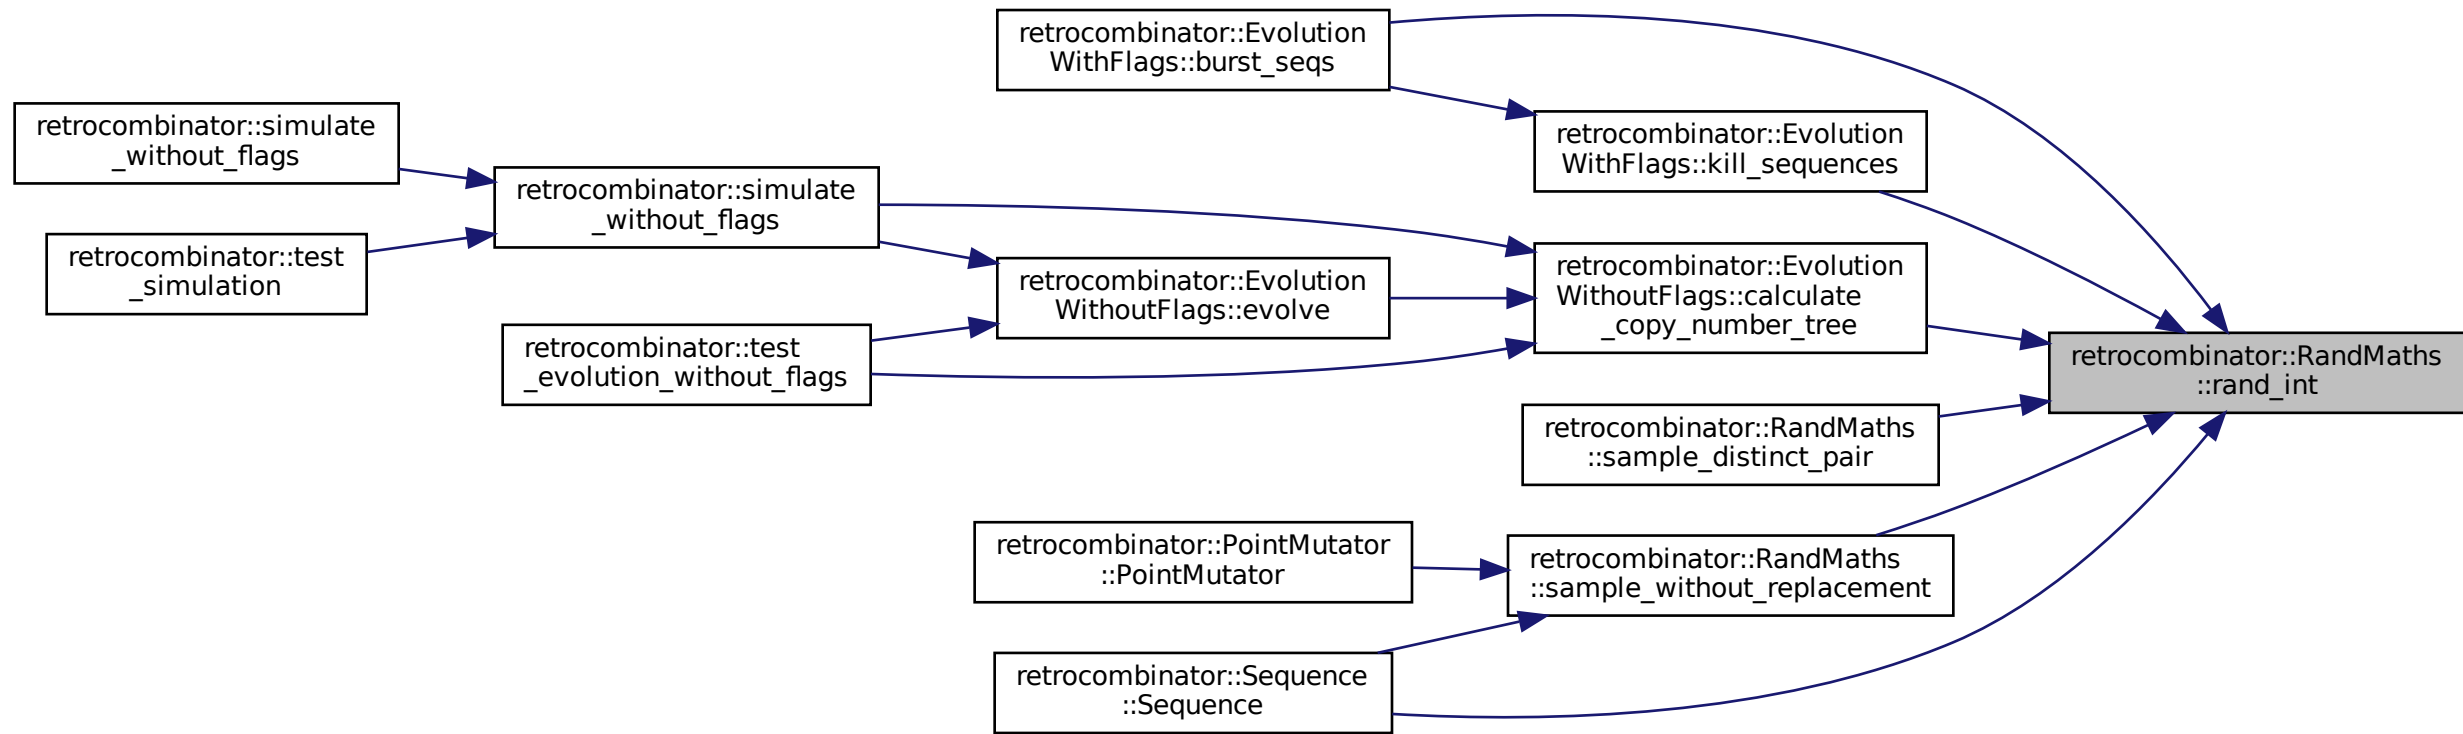 retrocombinator::Evolution
WithFlags::burst_seqs
retrocombinator::simulate
_without_flags
retrocombinator::Evolution
WithFlags::kill_sequences
retrocombinator::simulate
_without_flags
retrocombinator::test
_simulation
retrocombinator::Evolution
WithoutFlags::evolve
retrocombinator::Evolution
WithoutFlags::calculate
_copy_number_tree
retrocombinator::test
_evolution_without_flags
retrocombinator::RandMaths
::rand_int
retrocombinator::RandMaths
::sample_distinct_pair
retrocombinator::PointMutator
::PointMutator
retrocombinator::RandMaths
::sample_without_replacement
retrocombinator::Sequence
::Sequence